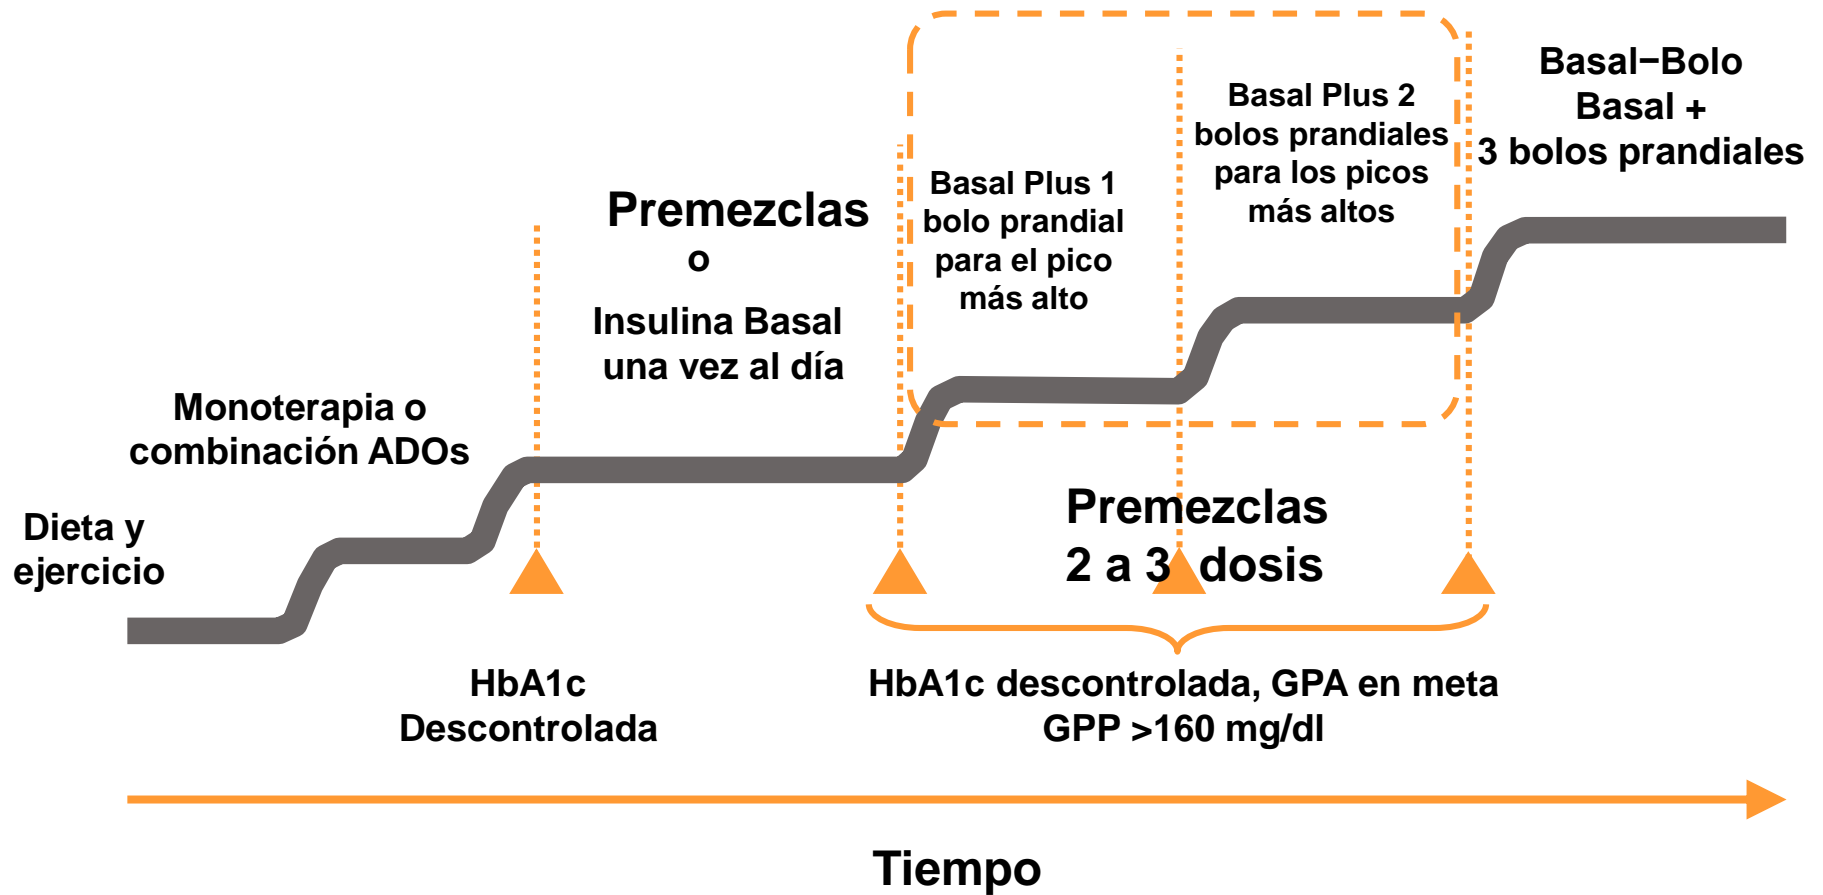 Dieta y
ejercicio
Monoterapia o
combinación ADOs
Premezclas
o
Insulina Basal
una vez al día
Basal Plus 1
bolo prandial
para el pico
más alto
Basal Plus 2
bolos prandiales
para los picos
más altos
Basal−Bolo
Basal +
3 bolos prandiales
Premezclas
2 a 3 dosis
HbA1c
Descontrolada
HbA1c descontrolada, GPA en meta
GPP >160 mg/dl
Tiempo